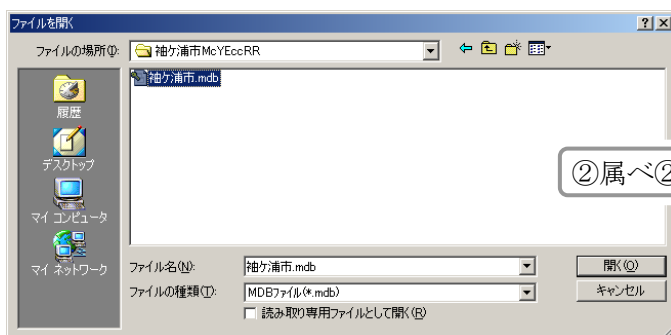 ファイルを開く
ファイルの場所(I):
袖ケ浦市McYEccRR
袖ケ浦市.mdb
履歴
デスクトップ
マイ コンピュータ
マイ ネットワーク
②属べ②
ファイル名(N):
袖ケ浦市.mdb
開く(O)
ファイルの種類(T):
MDBファイル(*.mdb)
キャンセル
読み取り専用ファイルとして開く(R)